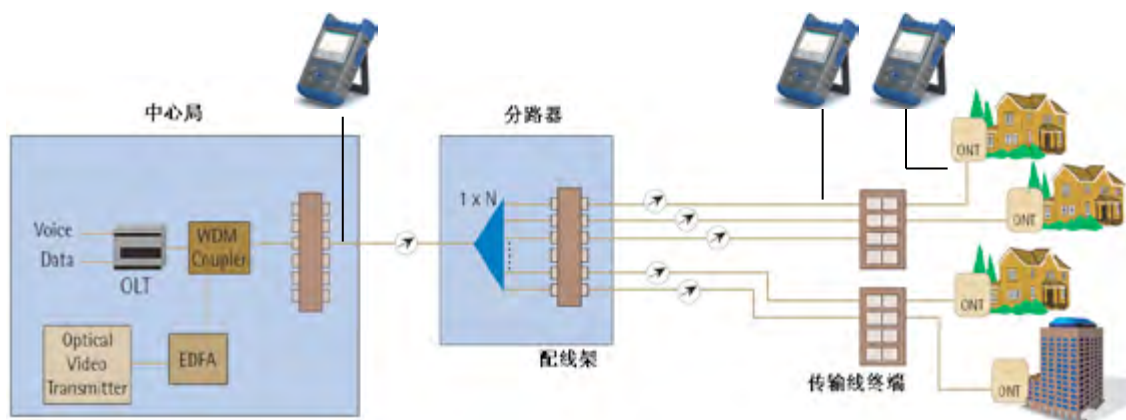 中心局
分路器
1 x N
Voice
Data
OLT
WDM
Coupler
Optical
Video
Transmitter
EDFA
配线架
传输线终端
ONT
ONT
ONT
ONT